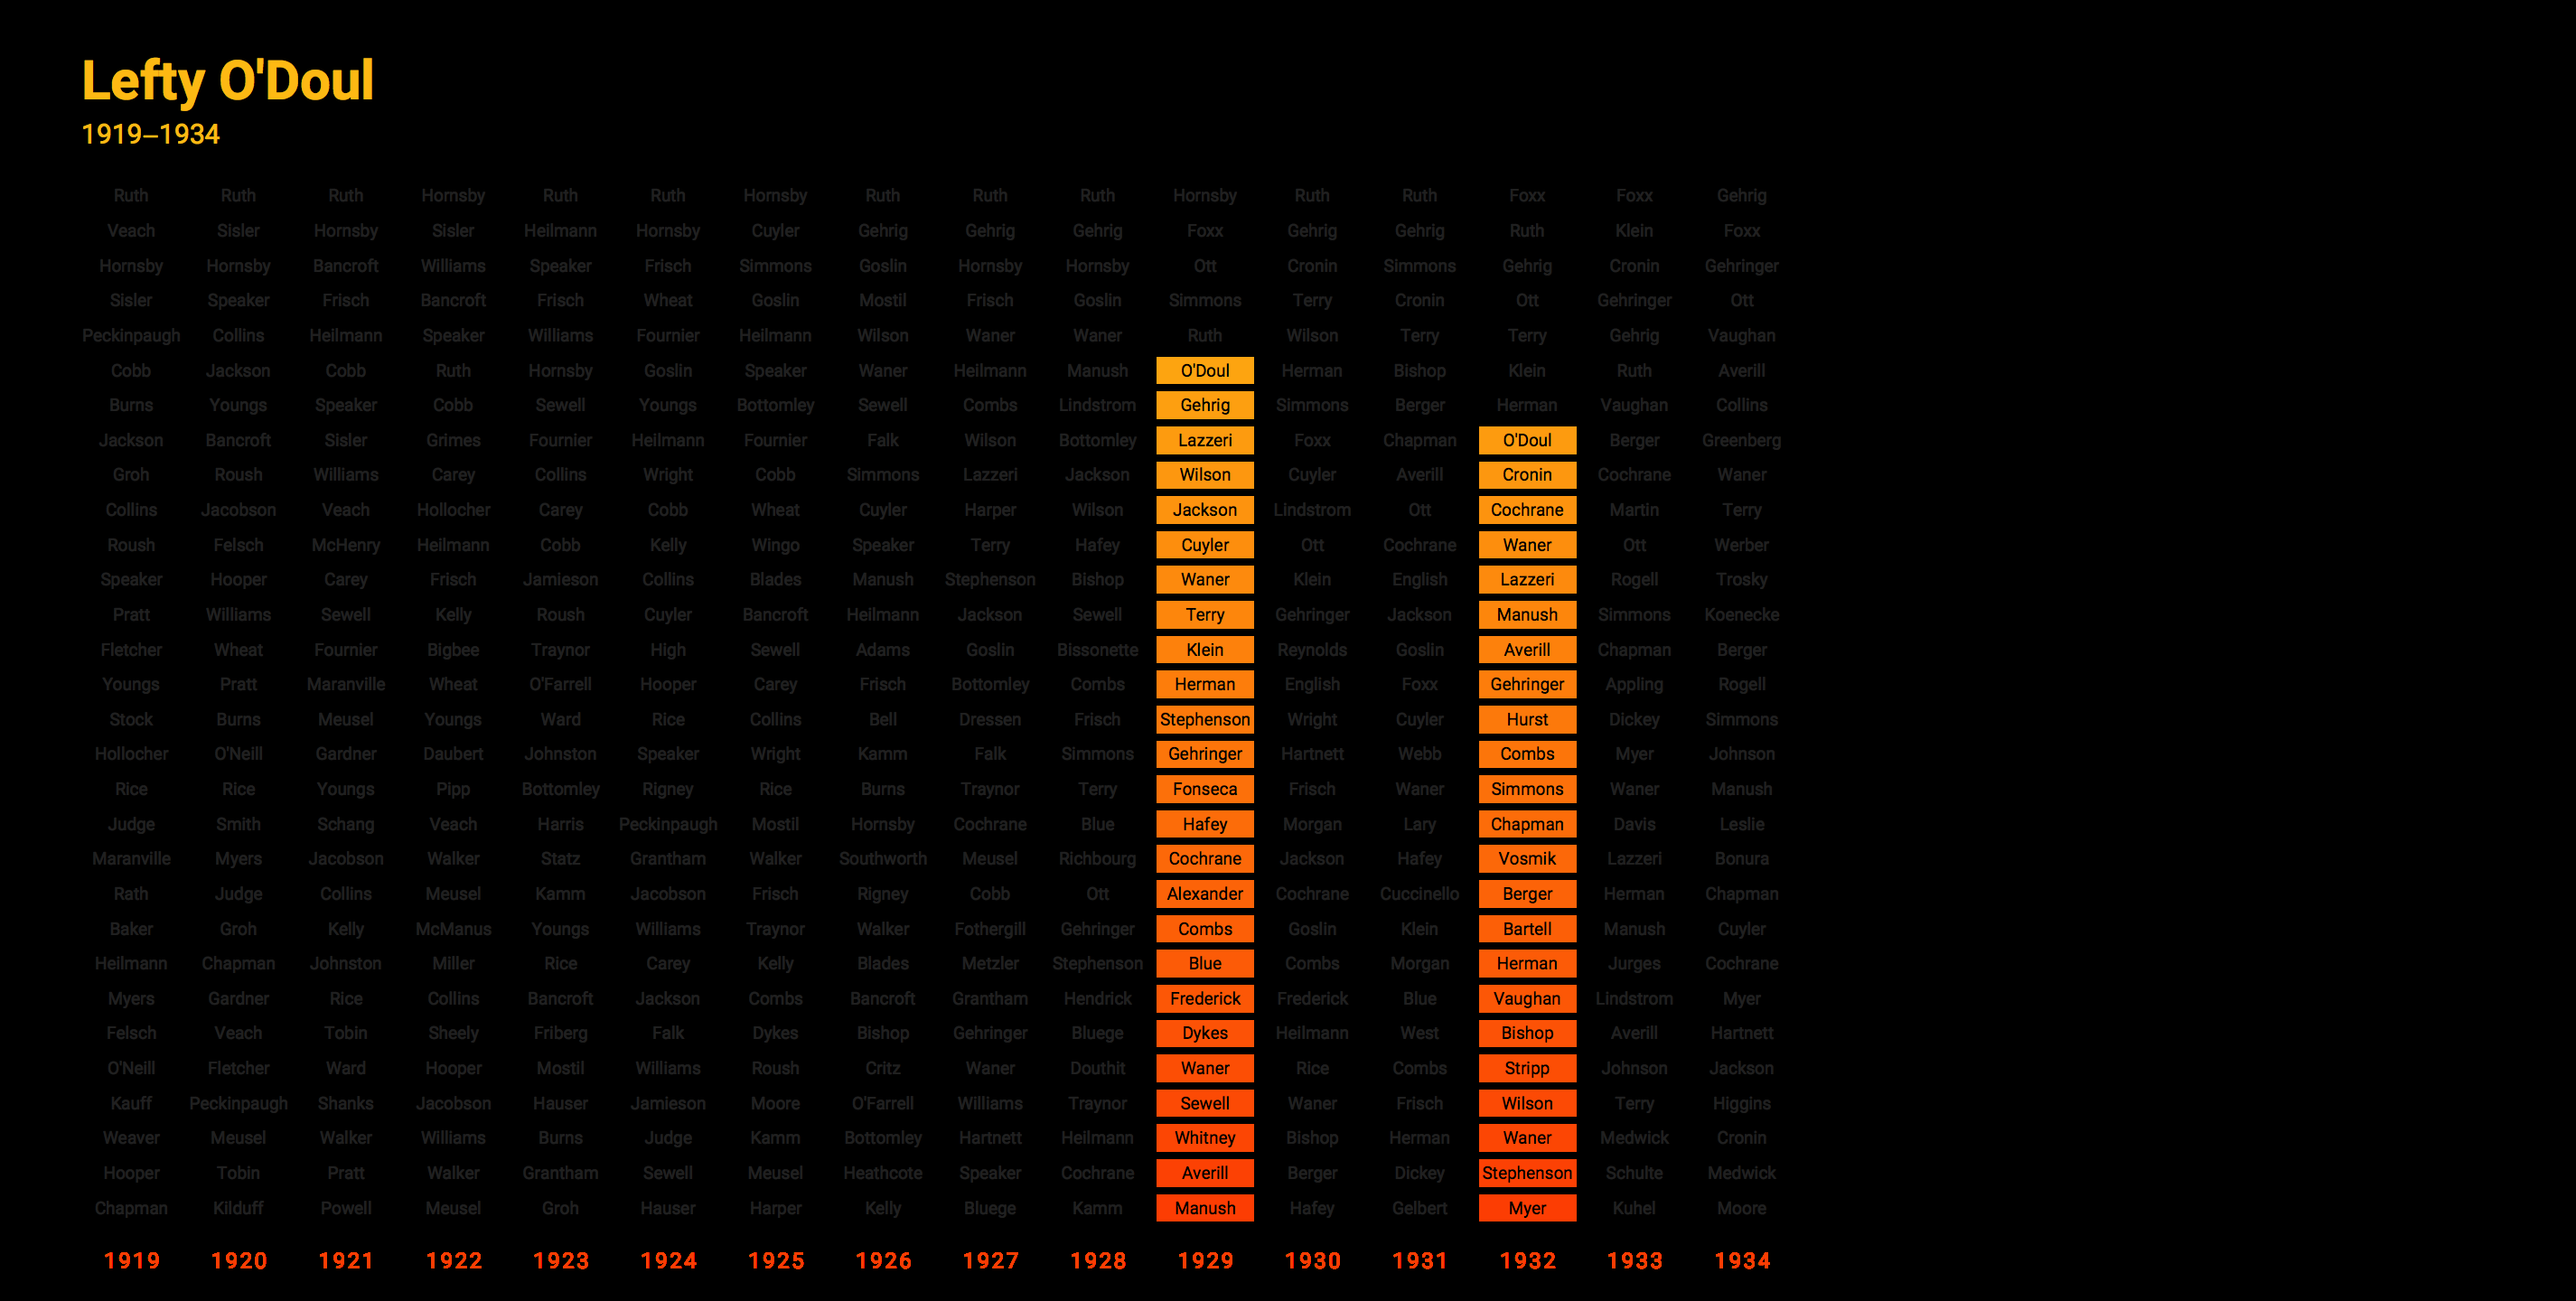 Lefty O'Doul
1919–1934
Ruth Ruth Ruth Hornsby Ruth Ruth Hornsby Ruth Ruth Ruth Hornsby Ruth Ruth Foxx Foxx Gehrig
Veach Sisler Hornsby Sisler Heilmann Hornsby Cuyler Gehrig Gehrig Gehrig Foxx Gehrig Gehrig Ruth Klein Foxx
Hornsby Hornsby Bancroft Williams Speaker Frisch Simmons Goslin Hornsby Hornsby Ott Cronin Simmons Gehrig Cronin Gehringer
Sisler Speaker Frisch Bancroft Frisch Wheat Goslin Mostil Frisch Goslin Simmons Terry Cronin Ott Gehringer Ott
Peckinpaugh Collins Heilmann Speaker Williams Fournier Heilmann Wilson Waner Waner Ruth Wilson Terry Terry Gehrig Vaughan
Cobb Jackson Cobb Ruth Hornsby Goslin Speaker Waner Heilmann Manush O'Doul Herman Bishop Klein Ruth Averill
Burns Youngs Speaker Cobb Sewell Youngs Bottomley Sewell Combs Lindstrom Gehrig Simmons Berger Herman Vaughan Collins
Jackson Bancroft Sisler Grimes Fournier Heilmann Fournier Falk Wilson Bottomley Lazzeri Foxx Chapman O'Doul Berger Greenberg
Groh Roush Williams Carey Collins Wright Cobb Simmons Lazzeri Jackson Wilson Cuyler Averill Cronin Cochrane Waner
Collins Jacobson Veach Hollocher Carey Cobb Wheat Cuyler Harper Wilson Jackson Lindstrom Ott Cochrane Martin Terry
Roush Felsch McHenry Heilmann Cobb Kelly Wingo Speaker Terry Hafey Cuyler Ott Cochrane Waner Ott Werber
Speaker Hooper Carey Frisch Jamieson Collins Blades Manush Stephenson Bishop Waner Klein English Lazzeri Rogell Trosky
Pratt Williams Sewell Kelly Roush Cuyler Bancroft Heilmann Jackson Sewell Terry Gehringer Jackson Manush Simmons Koenecke
Fletcher Wheat Fournier Bigbee Traynor High Sewell Adams Goslin Bissonette Klein Reynolds Goslin Averill Chapman Berger
Youngs Pratt Maranville Wheat O'Farrell Hooper Carey Frisch Bottomley Combs Herman English Foxx Gehringer Appling Rogell
Stock Burns Meusel Youngs Ward Rice Collins Bell Dressen Frisch Stephenson Wright Cuyler Hurst Dickey Simmons
Hollocher O'Neill Gardner Daubert Johnston Speaker Wright Kamm Falk Simmons Gehringer Hartnett Webb Combs Myer Johnson
Rice Rice Youngs Pipp Bottomley Rigney Rice Burns Traynor Terry Fonseca Frisch Waner Simmons Waner Manush
Judge Smith Schang Veach Harris Peckinpaugh Mostil Hornsby Cochrane Blue Hafey Morgan Lary Chapman Davis Leslie
Maranville Myers Jacobson Walker Statz Grantham Walker Southworth Meusel Richbourg Cochrane Jackson Hafey Vosmik Lazzeri Bonura
Rath Judge Collins Meusel Kamm Jacobson Frisch Rigney Cobb Ott Alexander Cochrane Cuccinello Berger Herman Chapman
Baker Groh Kelly McManus Youngs Williams Traynor Walker Fothergill Gehringer Combs Goslin Klein Bartell Manush Cuyler
Heilmann Chapman Johnston Miller Rice Carey Kelly Blades Metzler Stephenson Blue Combs Morgan Herman Jurges Cochrane
Myers Gardner Rice Collins Bancroft Jackson Combs Bancroft Grantham Hendrick Frederick Frederick Blue Vaughan Lindstrom Myer
Felsch Veach Tobin Sheely Friberg Falk Dykes Bishop Gehringer Bluege Dykes Heilmann West Bishop Averill Hartnett
O'Neill Fletcher Ward Hooper Mostil Williams Roush Critz Waner Douthit Waner Rice Combs Stripp Johnson Jackson
Kauff Peckinpaugh Shanks Jacobson Hauser Jamieson Moore O'Farrell Williams Traynor Sewell Waner Frisch Wilson Terry Higgins
Weaver Meusel Walker Williams Burns Judge Kamm Bottomley Hartnett Heilmann Whitney Bishop Herman Waner Medwick Cronin
Hooper Tobin Pratt Walker Grantham Sewell Meusel Heathcote Speaker Cochrane Averill Berger Dickey Stephenson Schulte Medwick
Chapman Kilduff Powell Meusel Groh Hauser Harper Kelly Bluege Kamm Manush Hafey Gelbert Myer Kuhel Moore
1919 1920 1921 1922 1923 1924 1925 1926 1927 1928 1929 1930 1931 1932 1933 1934